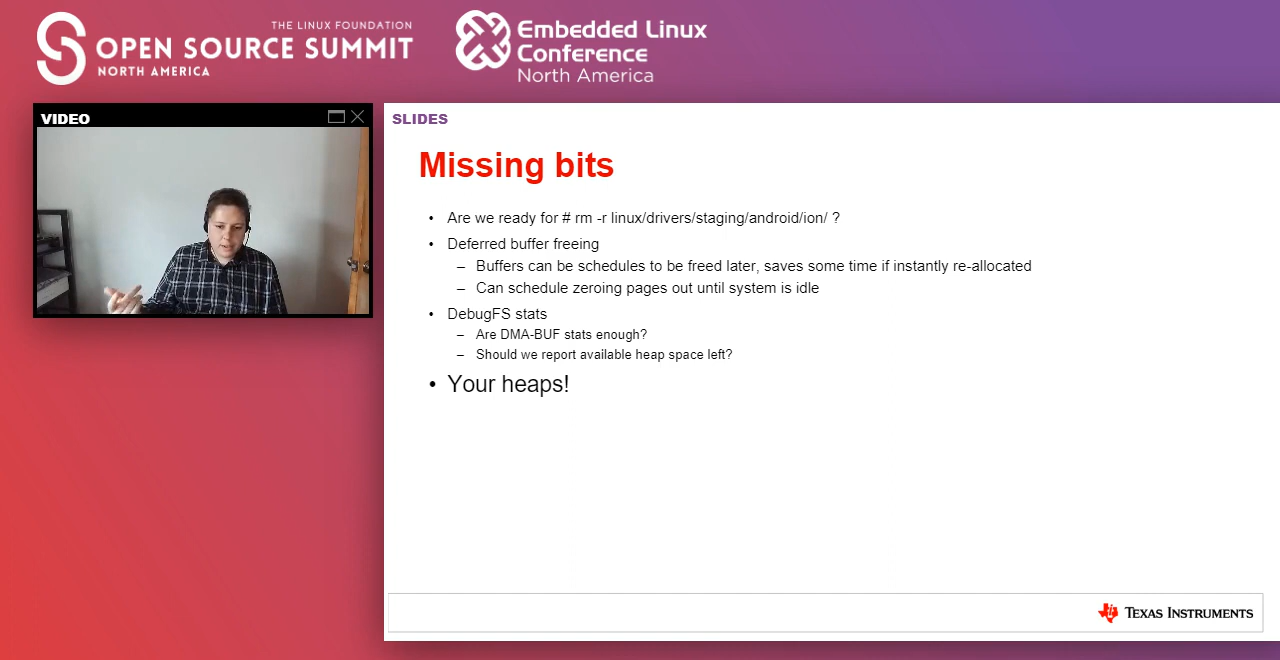 THE LINUX FOUNDATION
OPEN SOURCE SUMMIT
NORTH AMERICA
Embedded Linux
Conference
North America
VIDEO
SLIDES
Missing bits
• Are we ready for # rm -r linux/drivers/staging/android/ion/ ?
• Deferred buffer freeing
– Buffers can be schedules to be freed later, saves some time if instantly re-allocated
– Can schedule zeroing pages out until system is idle
• DebugFS stats
– Are DMA-BUF stats enough?
– Should we report available heap space left?
• Your heaps!
TEXAS INSTRUMENTS